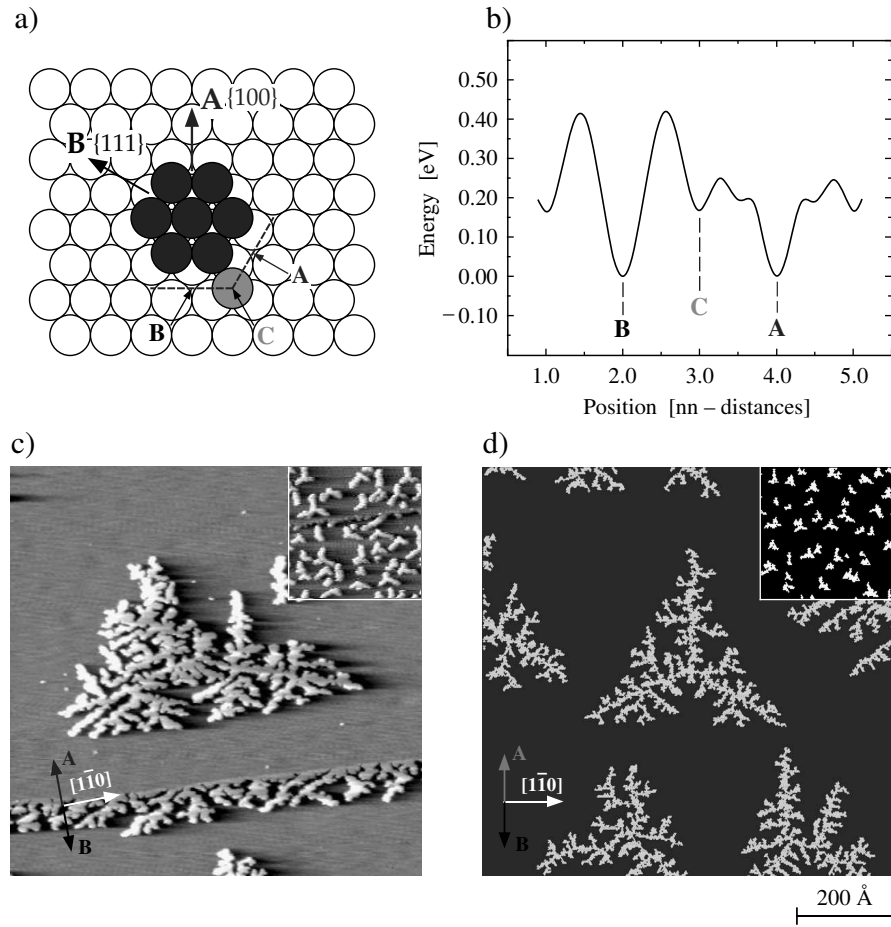 a)
A {100}
B {111}
A
B
C
b)
Energy [eV]
0.50
0.40
0.30
0.20
0.10
0.00
−0.10
B
C
A
1.0 2.0 3.0 4.0 5.0
Position [nn – distances]
c)
A
[11̄0]
B
d)
A
[11̄0]
B
200 Å